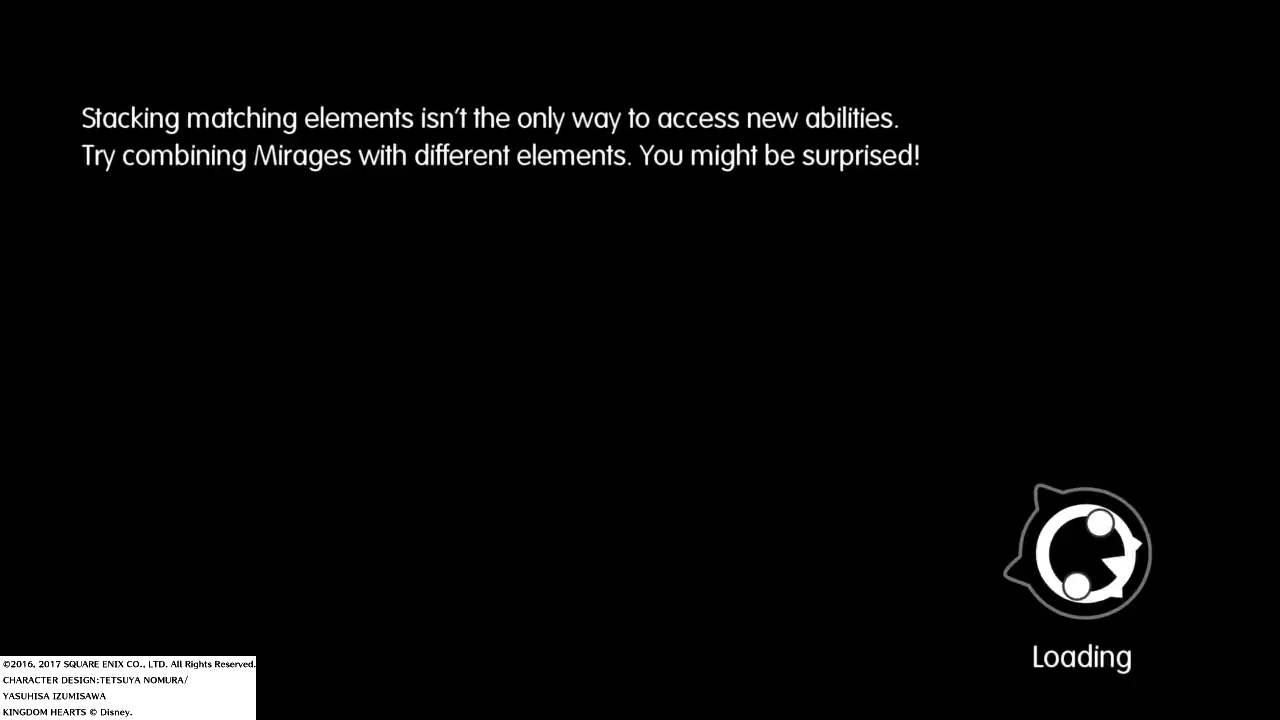 Stacking matching elements isn't the only way to access new abilities.
Try combining Mirages with different elements. You might be surprised!
Loading
©2016, 2017 SQUARE ENIX CO., LTD. All Rights Reserved.
CHARACTER DESIGN:TETSUYA NOMURA/
YASUHISA IZUMISAWA
KINGDOM HEARTS © Disney.